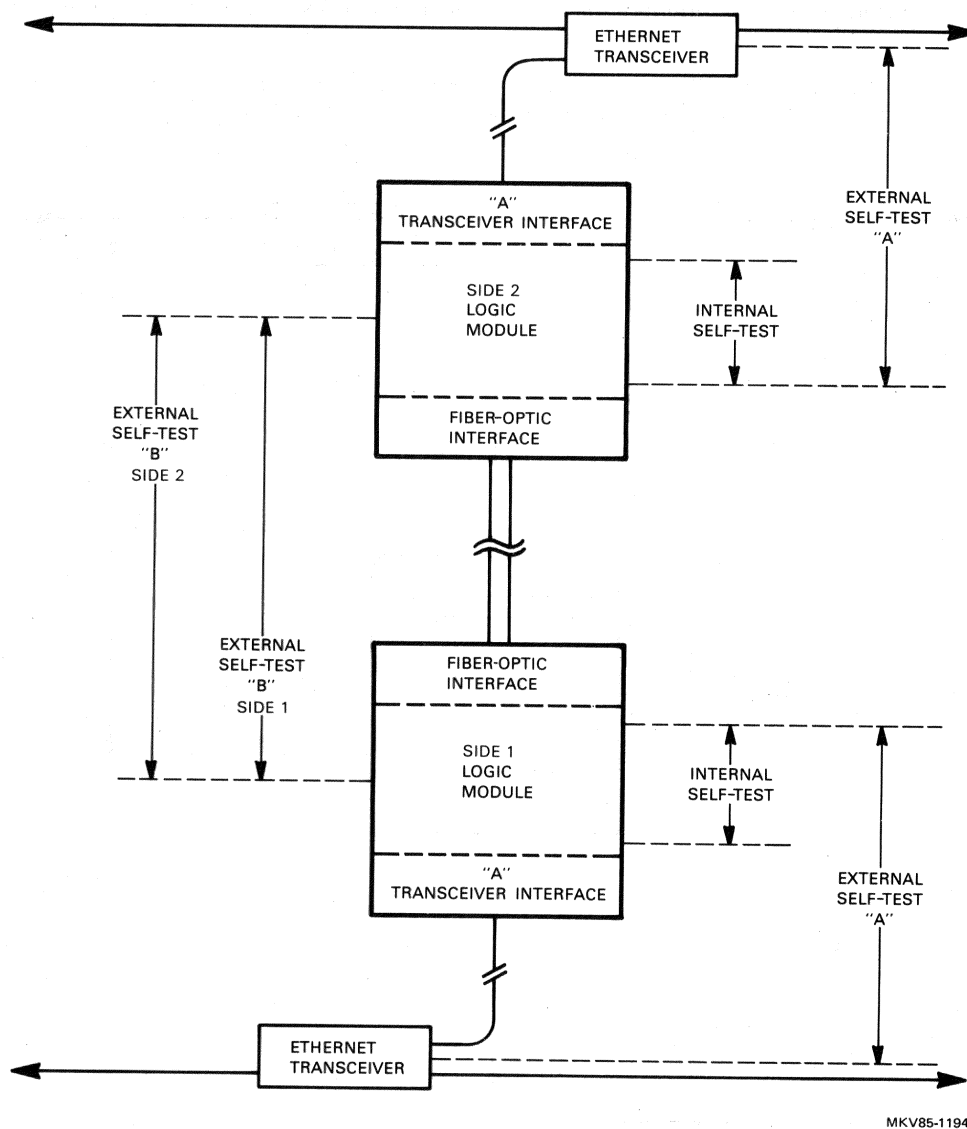 ETHERNET
TRANSCEIVER
"A"
TRANSCEIVER INTERFACE
EXTERNAL
SELF-TEST
"A"
SIDE 2
LOGIC
MODULE
INTERNAL
SELF-TEST
EXTERNAL
SELF-TEST
"B"
SIDE 2
FIBER-OPTIC
INTERFACE
EXTERNAL
SELF-TEST
"B"
SIDE 1
FIBER-OPTIC
INTERFACE
SIDE 1
LOGIC
MODULE
INTERNAL
SELF-TEST
"A"
TRANSCEIVER INTERFACE
EXTERNAL
SELF-TEST
"A"
ETHERNET
TRANSCEIVER
MKV85-1194